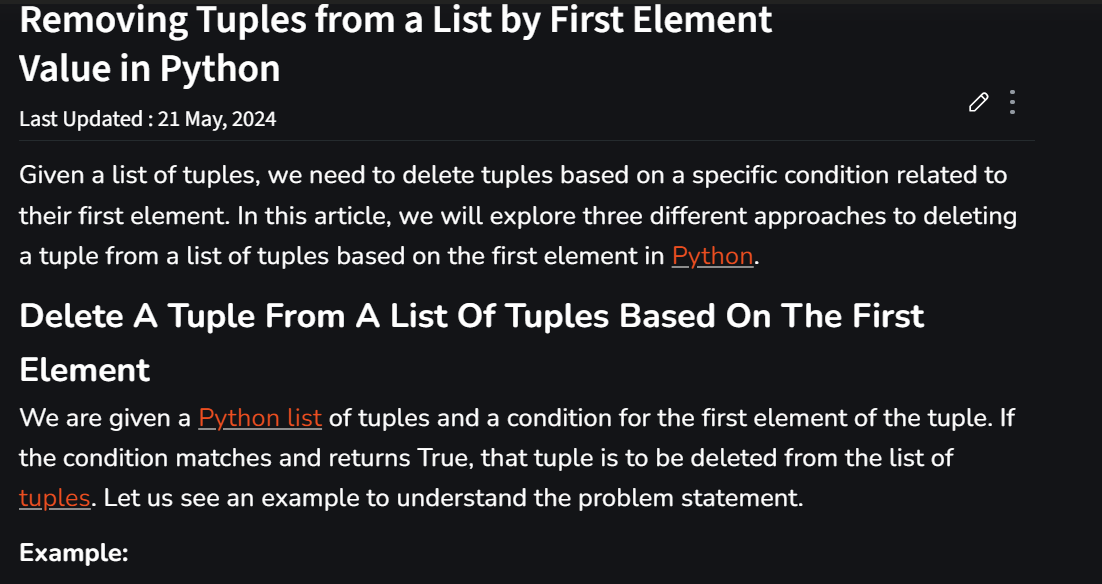 Removing Tuples from a List by First Element
Value in Python
Last Updated : 21 May, 2024
Given a list of tuples, we need to delete tuples based on a specific condition related to
their first element. In this article, we will explore three different approaches to deleting
a tuple from a list of tuples based on the first element in Python.
Delete A Tuple From A List Of Tuples Based On The First
Element
We are given a Python list of tuples and a condition for the first element of the tuple. If
the condition matches and returns True, that tuple is to be deleted from the list of
tuples. Let us see an example to understand the problem statement.
Example: